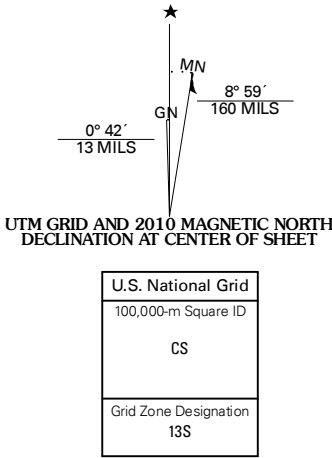 ★
MN
8° 59´
160 MILS
GN
0° 42´
13 MILS
UTM GRID AND 2010 MAGNETIC NORTH
DECLINATION AT CENTER OF SHEET
U.S. National Grid
100,000-m Square ID
CS
Grid Zone Designation
13S